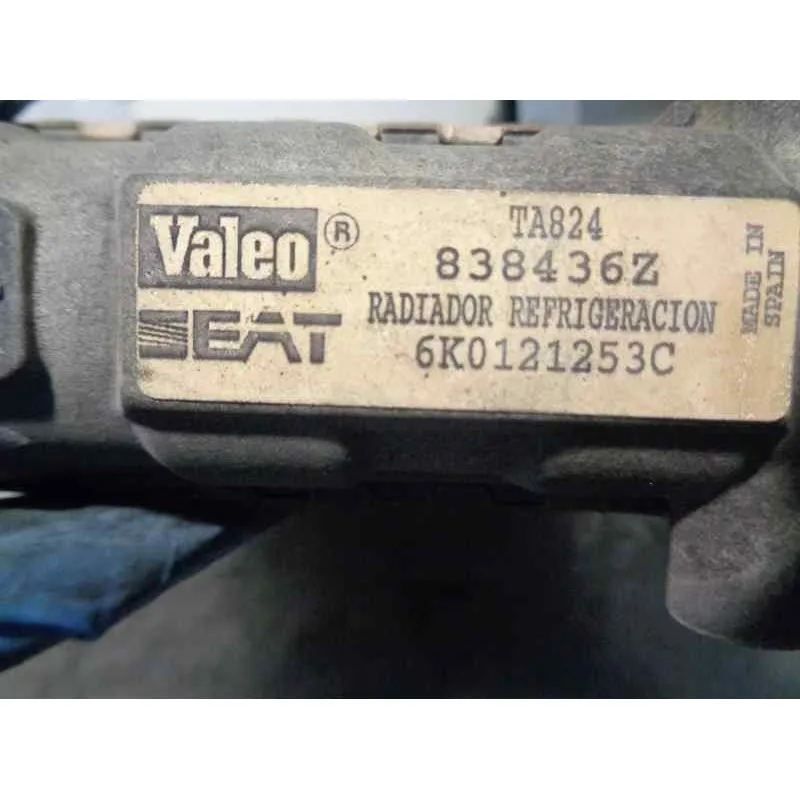 Valeo ®
SEAT
TA824
838436Z
RADIADOR REFRIGERACION
6K0121253C
MADE IN
SPAIN